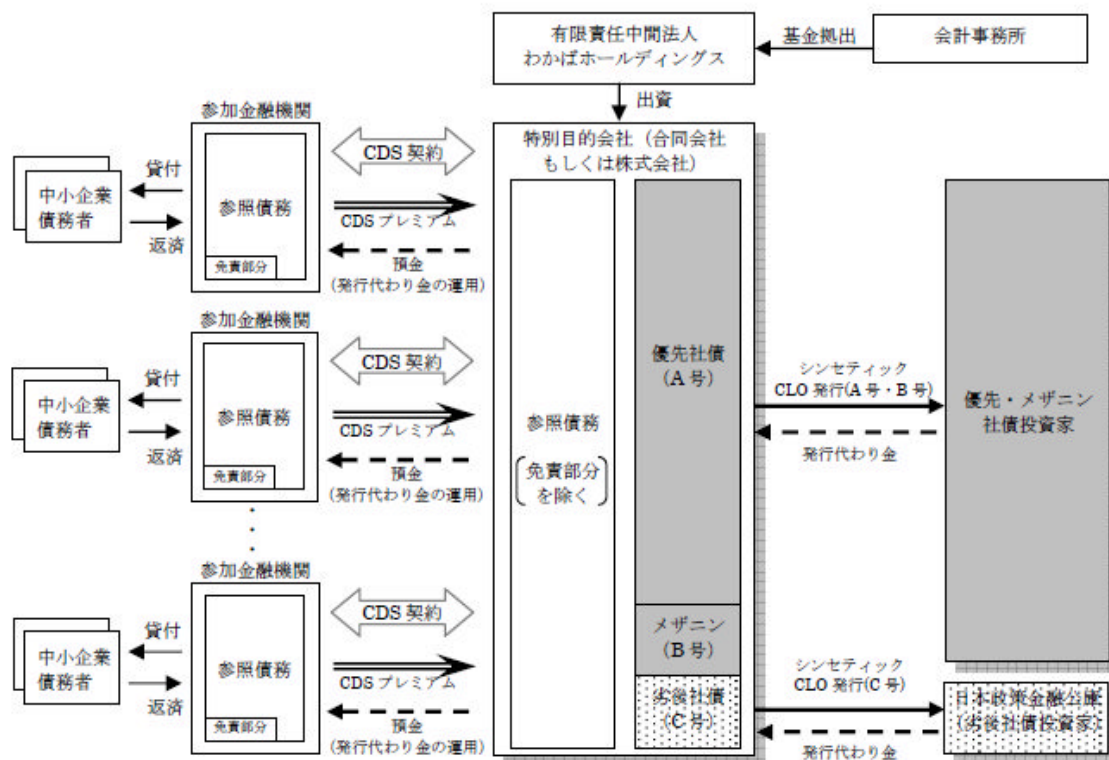 有限責任中間法人
わかばホールディングス
基金拠出
会計事務所
出資
参加金融機関
特別目的会社（合同会社
もしくは株式会社）
中小企業
債務者
貸付
返済
参照債務
免責部分
CDS 契約
CDS プレミアム
預金
(発行代わり金の運用)
参加金融機関
中小企業
債務者
貸付
返済
参照債務
免責部分
CDS 契約
CDS プレミアム
預金
(発行代わり金の運用)
・
・
・
参加金融機関
中小企業
債務者
貸付
返済
参照債務
免責部分
CDS 契約
CDS プレミアム
預金
(発行代わり金の運用)
参照債務
免責部分
を除く
優先社債
（A 号）
メザニン
（B 号）
劣後社債
（C 号）
シンセティック
CLO 発行(A 号・B 号)
発行代わり金
優先・メザニン
社債投資家
シンセティック
CLO 発行(C 号)
発行代わり金
日本政策金融公庫
（劣後社債投資家）